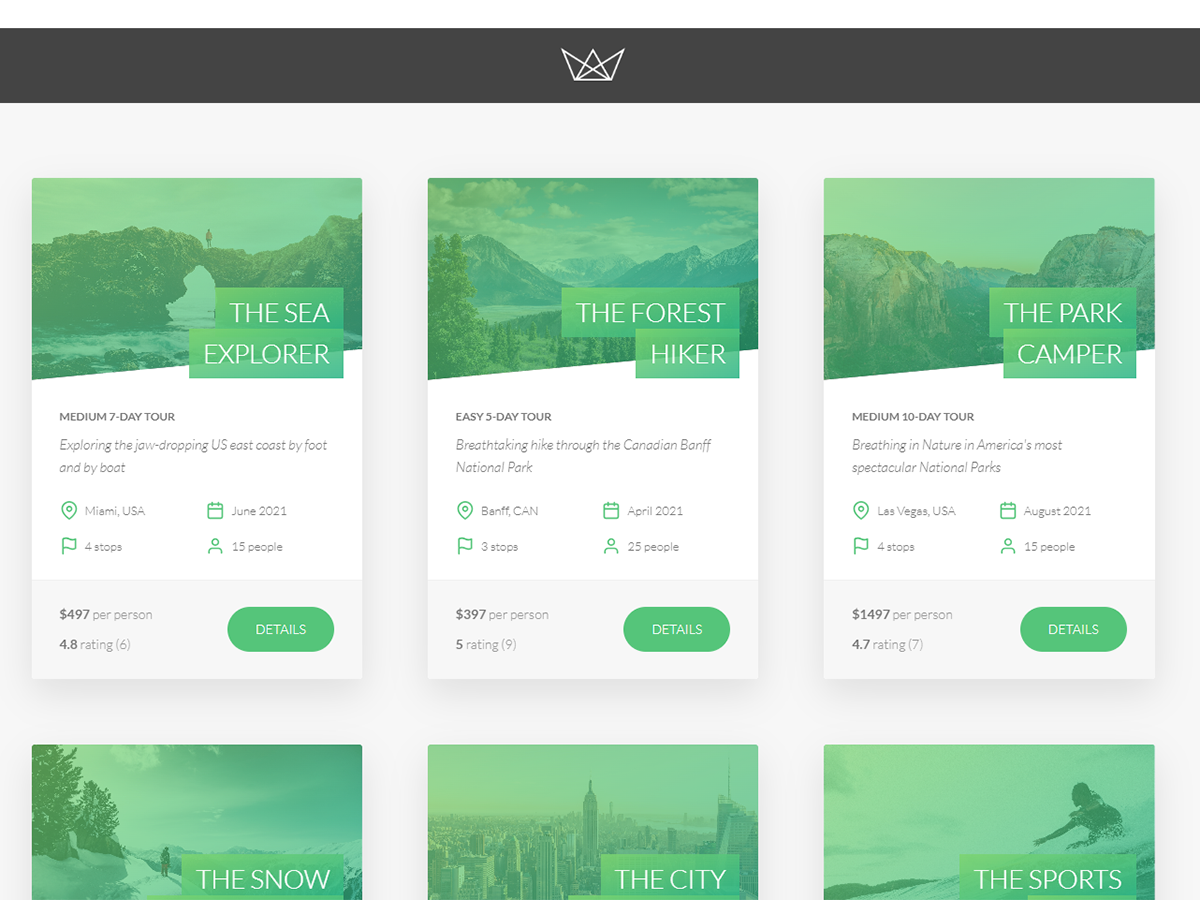 THE SEA
EXPLORER
MEDIUM 7-DAY TOUR
Exploring the jaw-dropping US east coast by foot
and by boat
Miami, USA
June 2021
4 stops
15 people
$497 per person
4.8 rating (6)
DETAILS
THE FOREST
HIKER
EASY 5-DAY TOUR
Breathtaking hike through the Canadian Banff
National Park
Banff, CAN
April 2021
3 stops
25 people
$397 per person
5 rating (9)
DETAILS
THE PARK
CAMPER
MEDIUM 10-DAY TOUR
Breathing in Nature in America's most
spectacular National Parks
Las Vegas, USA
August 2021
4 stops
15 people
$1497 per person
4.7 rating (7)
DETAILS
THE SNOW
THE CITY
THE SPORTS